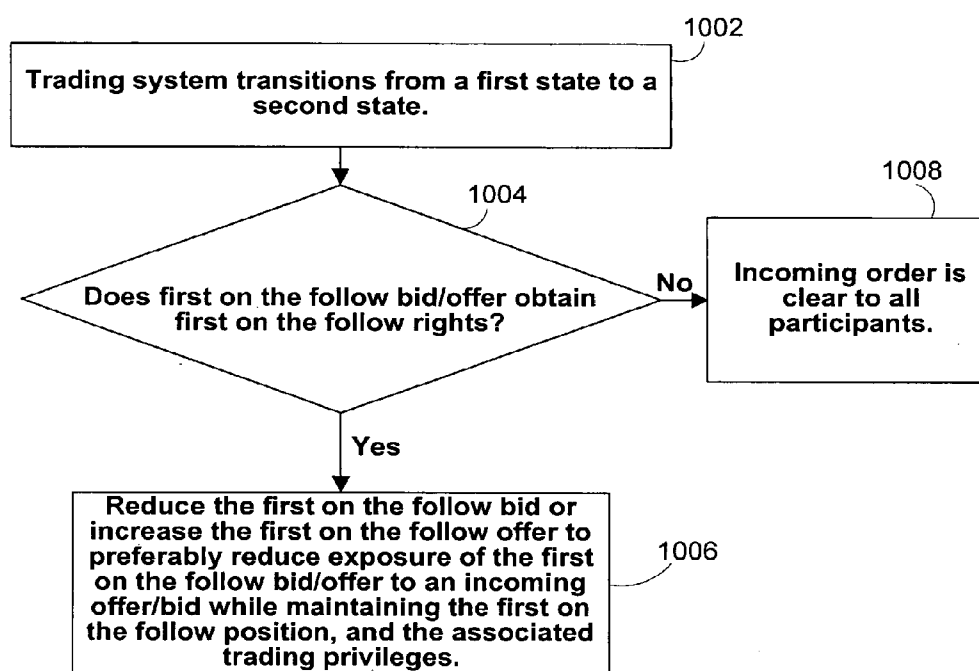 1002
Trading system transitions from a first state to a
second state.
1004
Does first on the follow bid/offer obtain
first on the follow rights?
No
1008
Incoming order is
clear to all
participants.
Yes
1006
Reduce the first on the follow bid or
increase the first on the follow offer to
preferably reduce exposure of the first
on the follow bid/offer to an incoming
offer/bid while maintaining the first on
the follow position, and the associated
trading privileges.